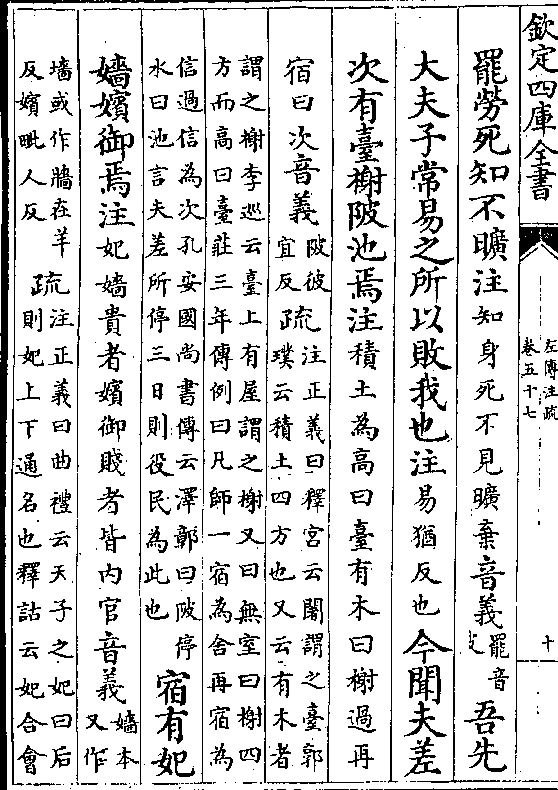 欽定四庫全書
左傳注疏
卷五十七
十
罷勞死知不曠注知身死不見曠棄音義罷音皮吾先
大夫子常易之所以敗我也注易猶反也今聞夫差
次有臺榭陂池焉注積土為高曰臺有木曰榭過再
宿曰次音義陂彼宜反疏注正義曰釋宮云闍謂之臺郭璞云積土四方也又云有木者
謂之榭李巡云臺上有屋謂之榭又曰無室曰榭四
方而高曰臺莊三年傳例曰凡師一宿為舍再宿為
信過信為次孔安國尚書傳云澤鄣曰陂停
水曰池言夫差所停三日則役民為此也宿有妃
嬙嬪御焉注妃嬙貴者嬪御賤者皆內官音義嬙本又作
墻或作牆在羊反嬪毗人反疏注正義曰曲禮云天子之妃曰后
則妃上下通名也釋詁云妃合會